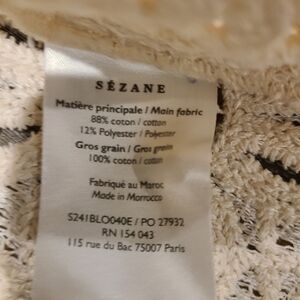 SÉZANE
Matière principale / Main fabric
88% coton / cotton
12% Polyester / Polyester
Gros grain / Gros grain
100% coton / cotton
Fabriqué au Maroc
Made in Morrocco
S241BLO040E / PO 27932
RN 154 043
115 rue du Bac 75007 Paris